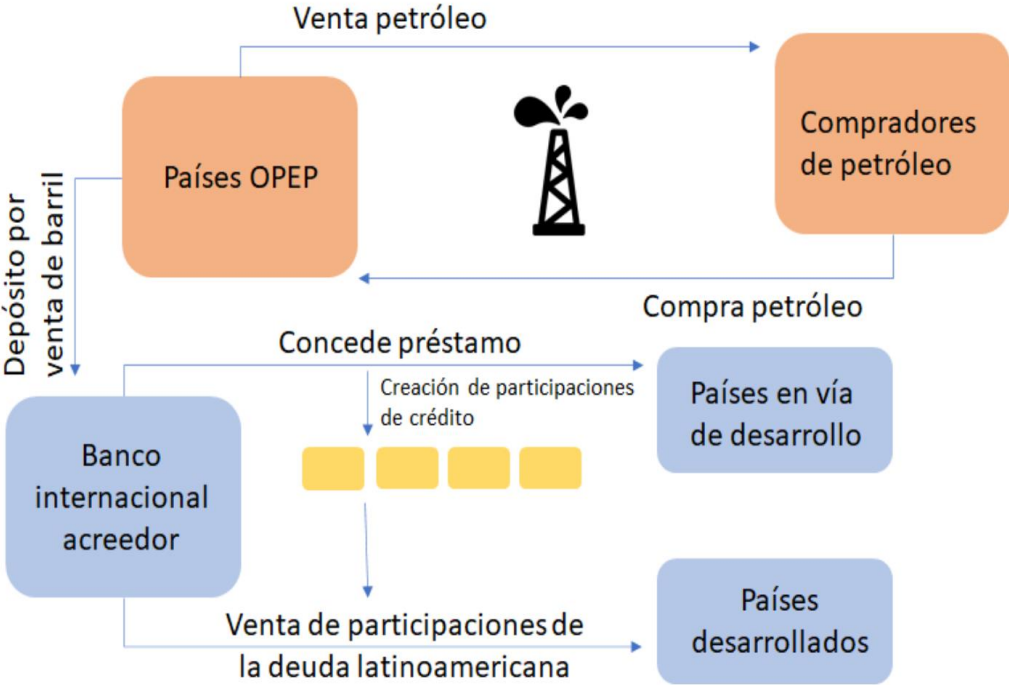 Venta petróleo
Países OPEP
Compradores
de petróleo
Depósito por
venta de barril
Compra petróleo
Concede préstamo
Creación de participaciones
de crédito
Países en vía
de desarrollo
Banco
internacional
acreedor
Venta de participaciones de
la deuda latinoamericana
Países
desarrollados